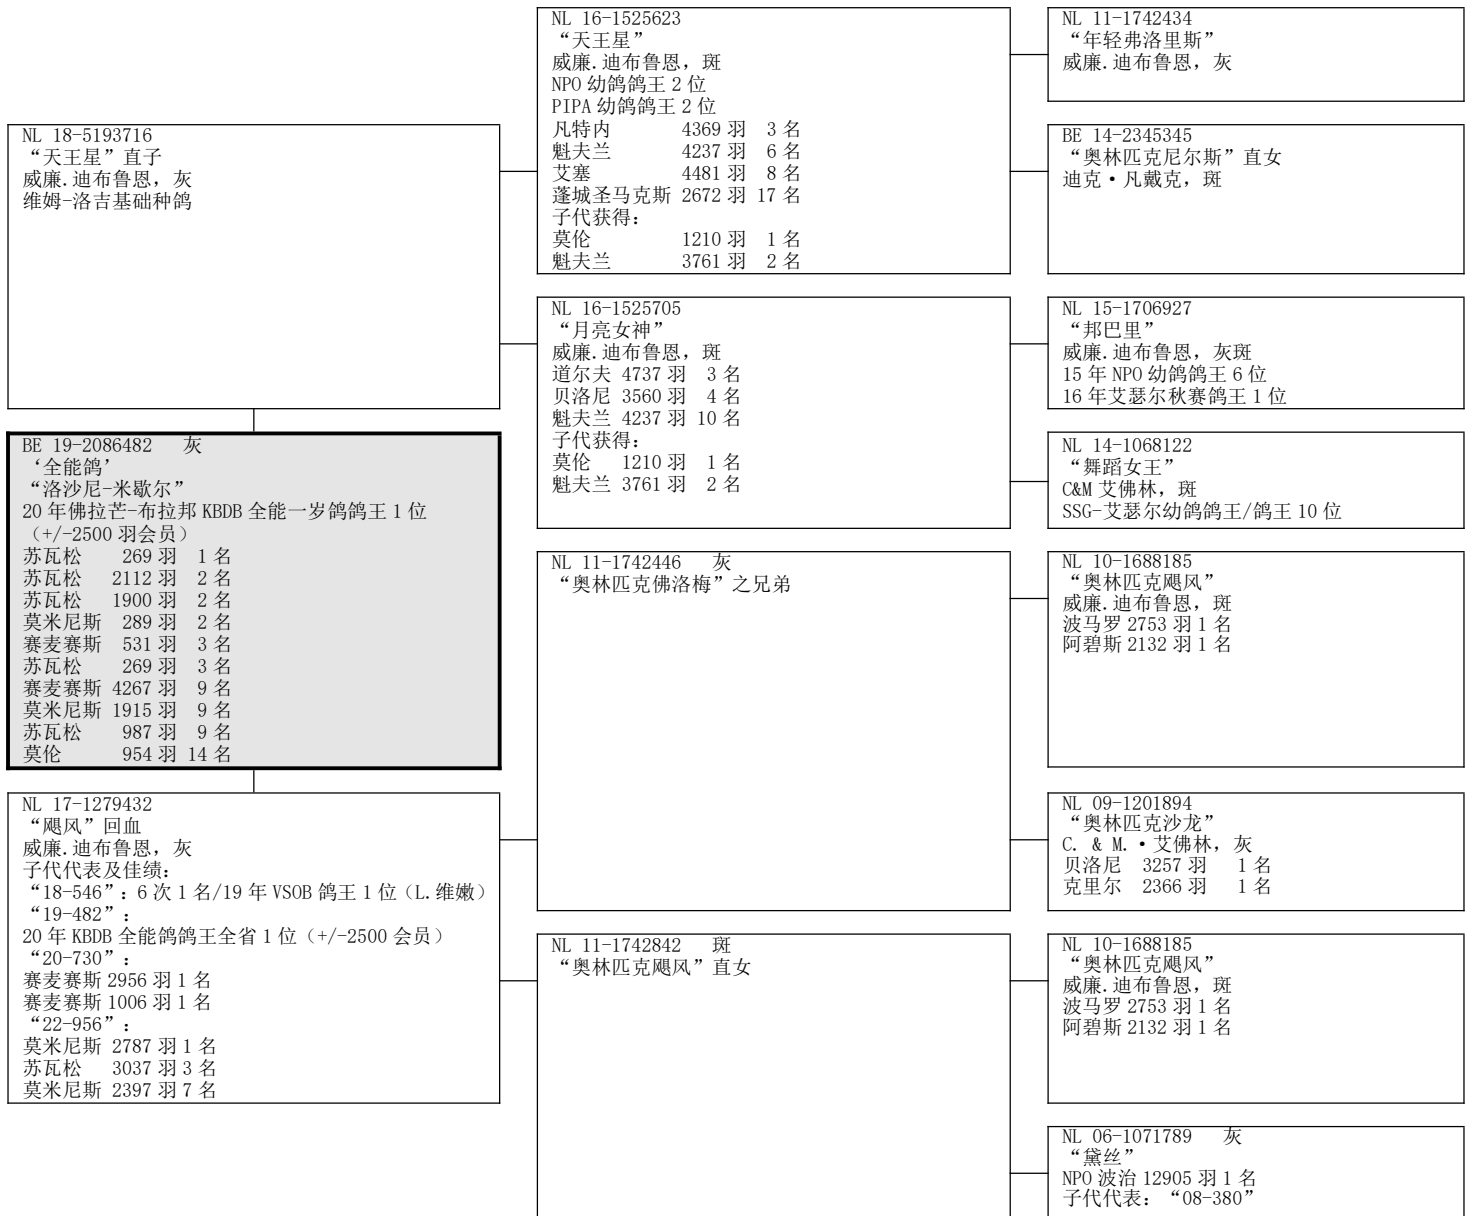 NL 18-5193716
“天王星”直子
威廉.迪布鲁恩，灰
维姆-洛吉基础种鸽
BE 19-2086482 灰
‘全能鸽’
“洛沙尼-米歇尔”
20 年佛拉芒-布拉邦 KBDB 全能一岁鸽鸽王 1 位
（+/-2500 羽会员）
苏瓦松 269 羽 1 名
苏瓦松 2112 羽 2 名
苏瓦松 1900 羽 2 名
莫米尼斯 289 羽 2 名
赛麦赛斯 531 羽 3 名
苏瓦松 269 羽 3 名
赛麦赛斯 4267 羽 9 名
莫米尼斯 1915 羽 9 名
苏瓦松 987 羽 9 名
莫伦 954 羽 14 名
NL 17-1279432
“飓风”回血
威廉.迪布鲁恩，灰
子代代表及佳绩：
“18-546”：6 次 1 名/19 年 VSOB 鸽王 1 位（L.维嫩）
“19-482”：
20 年 KBDB 全能鸽鸽王全省 1 位（+/-2500 会员）
“20-730”：
赛麦赛斯 2956 羽 1 名
赛麦赛斯 1006 羽 1 名
“22-956”：
莫米尼斯 2787 羽 1 名
苏瓦松 3037 羽 3 名
莫米尼斯 2397 羽 7 名
NL 16-1525623
“天王星”
威廉.迪布鲁恩，斑
NPO 幼鸽鸽王 2 位
PIPA 幼鸽鸽王 2 位
凡特内 4369 羽 3 名
魁夫兰 4237 羽 6 名
艾塞 4481 羽 8 名
蓬城圣马克斯 2672 羽 17 名
子代获得：
莫伦 1210 羽 1 名
魁夫兰 3761 羽 2 名
NL 16-1525705
“月亮女神”
威廉.迪布鲁恩，斑
道尔夫 4737 羽 3 名
贝洛尼 3560 羽 4 名
魁夫兰 4237 羽 10 名
子代获得：
莫伦 1210 羽 1 名
魁夫兰 3761 羽 2 名
NL 11-1742446 灰
“奥林匹克佛洛梅”之兄弟
NL 11-1742842 斑
“奥林匹克飓风”直女
NL 11-1742434
“年轻弗洛里斯”
威廉.迪布鲁恩，灰
BE 14-2345345
“奥林匹克尼尔斯”直女
迪克·凡戴克，斑
NL 15-1706927
“邦巴里”
威廉.迪布鲁恩，灰斑
15 年 NPO 幼鸽鸽王 6 位
16 年艾瑟尔秋赛鸽王 1 位
NL 14-1068122
“舞蹈女王”
C&M 艾佛林，斑
SSG-艾瑟尔幼鸽鸽王/鸽王 10 位
NL 10-1688185
“奥林匹克飓风”
威廉.迪布鲁恩，斑
波马罗 2753 羽 1 名
阿碧斯 2132 羽 1 名
NL 09-1201894
“奥林匹克沙龙”
C. & M.·艾佛林，灰
贝洛尼 3257 羽 1 名
克里尔 2366 羽 1 名
NL 10-1688185
“奥林匹克飓风”
威廉.迪布鲁恩，斑
波马罗 2753 羽 1 名
阿碧斯 2132 羽 1 名
NL 06-1071789 灰
“黛丝”
NPO 波治 12905 羽 1 名
子代代表：“08-380”